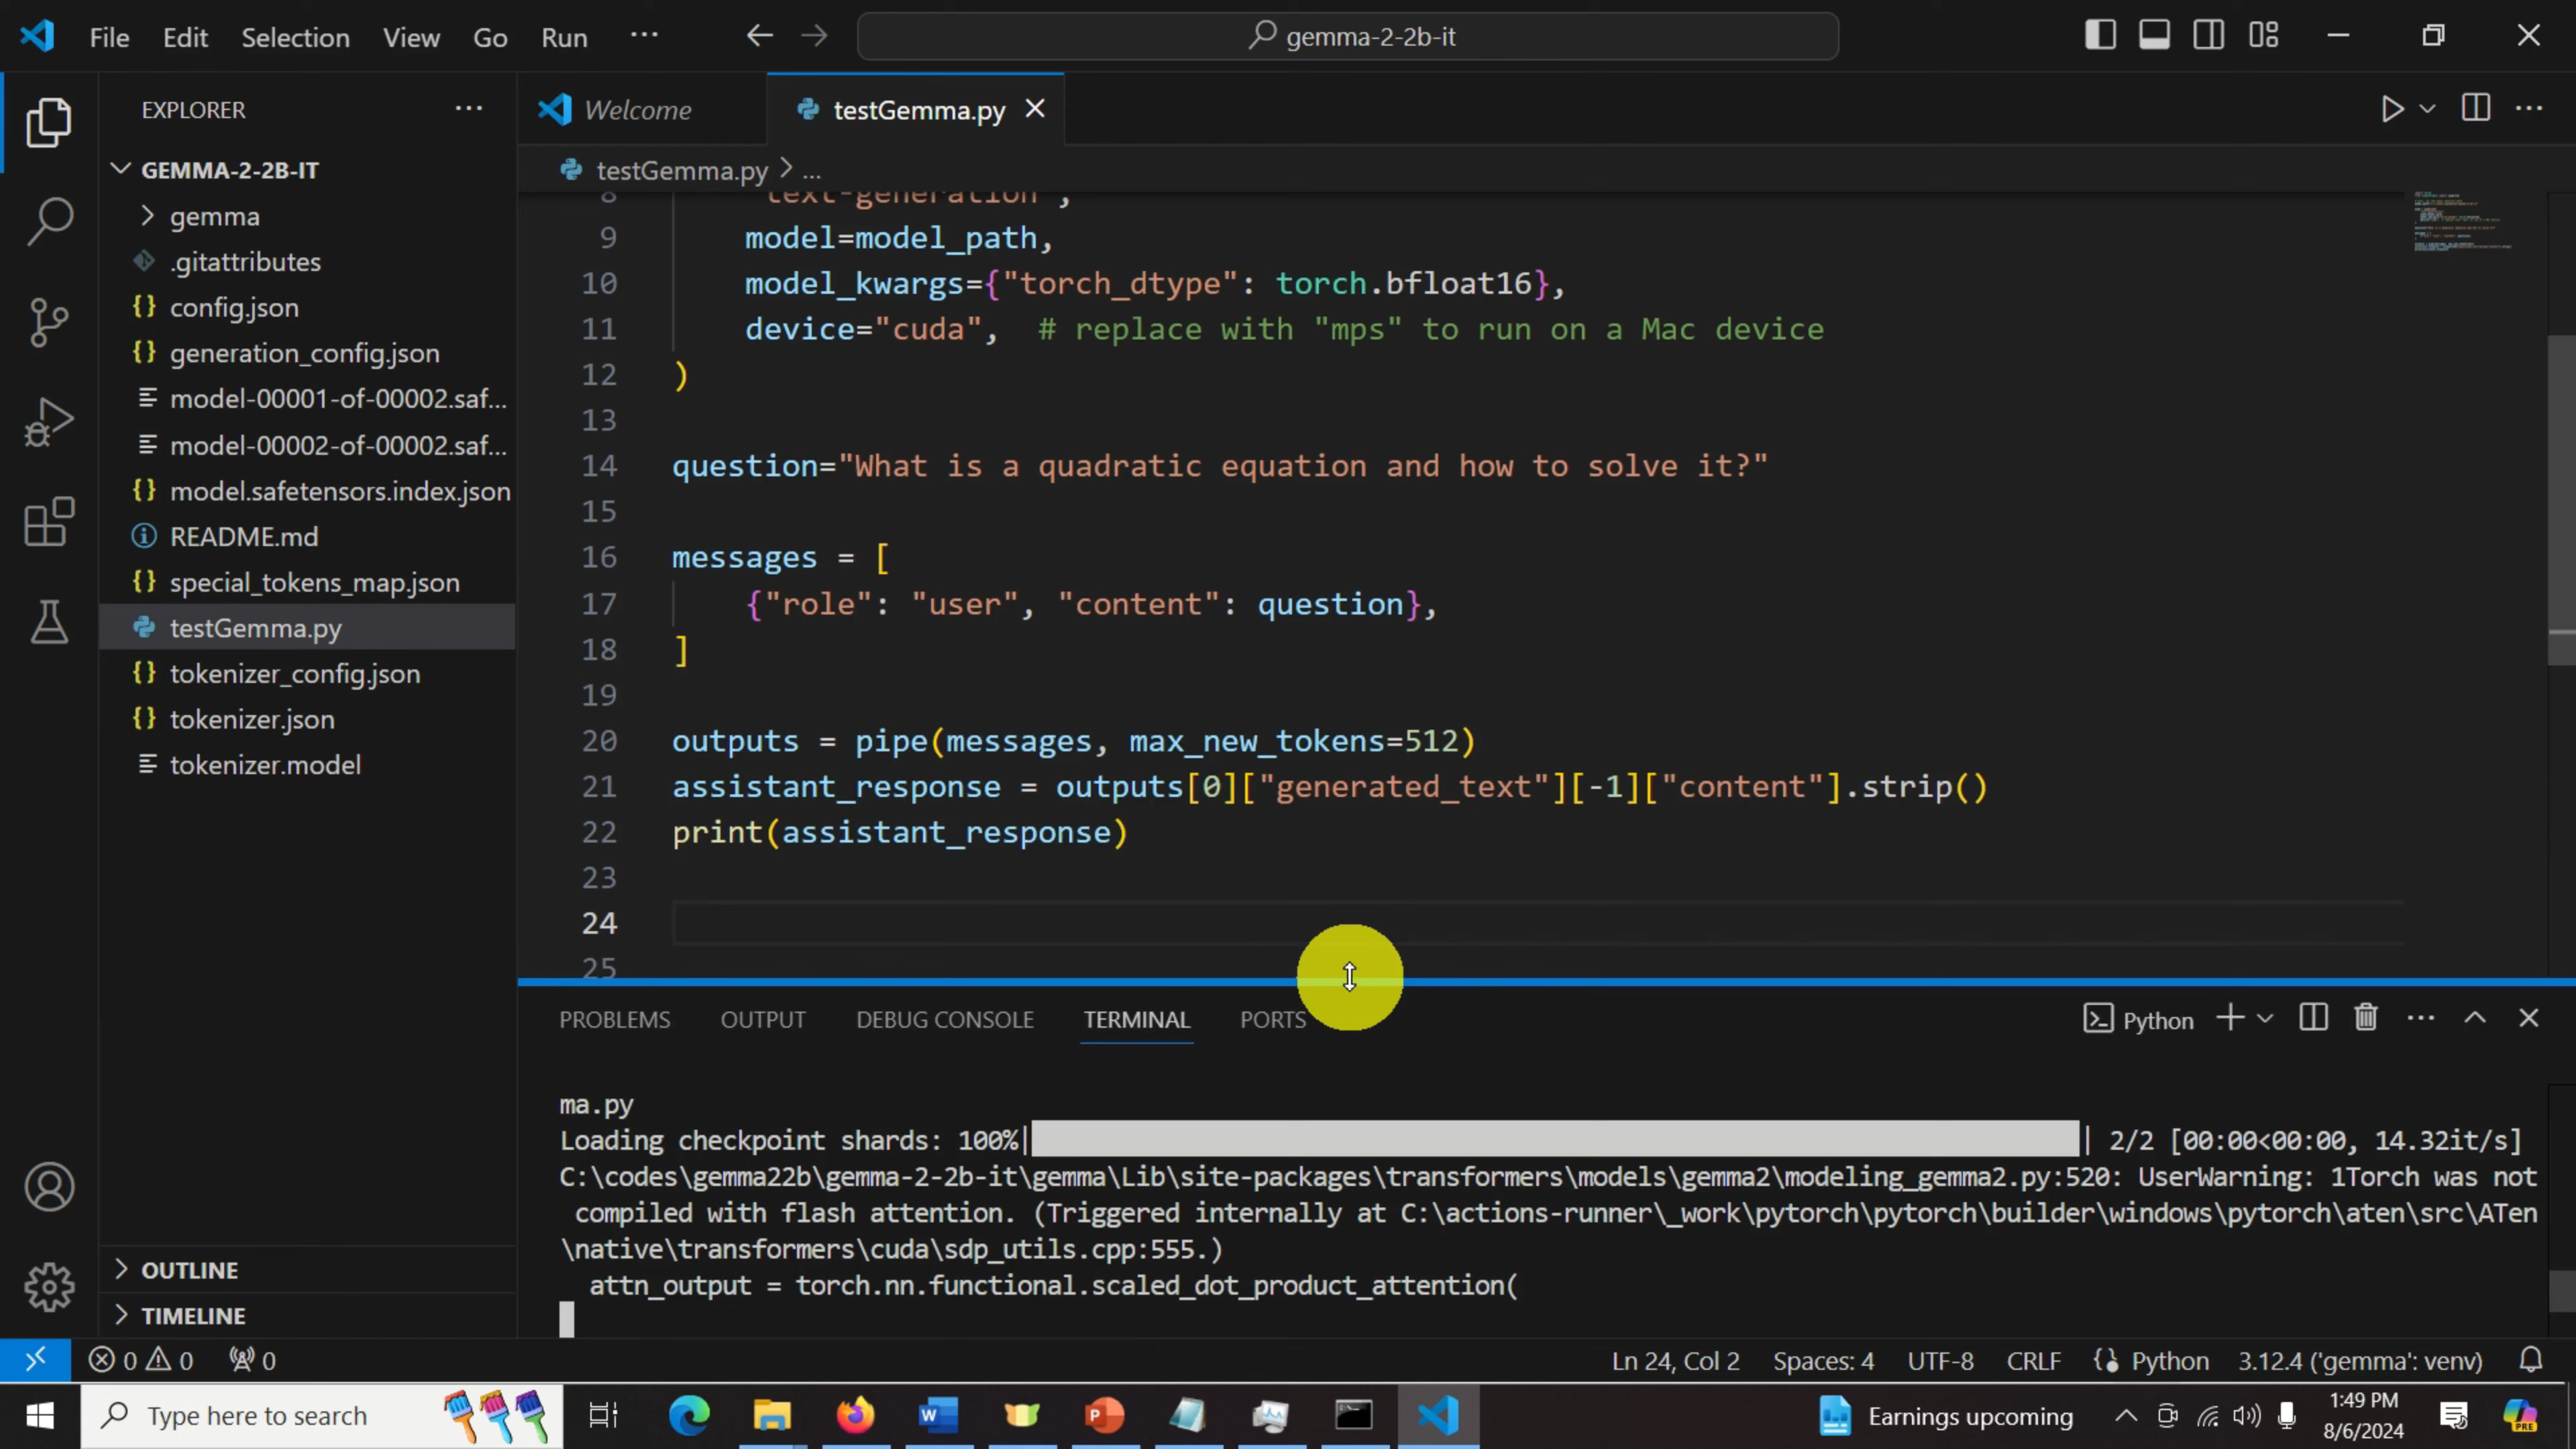 File Edit Selection View Go Run ... gemma-2-2b-it
EXPLORER ...
GEMMA-2-2B-IT
gemma
.gitattributes
{} config.json
{} generation_config.json
model-00001-of-00002.saf...
model-00002-of-00002.saf...
{} model.safetensors.index.json
README.md
{} special_tokens_map.json
testGemma.py
{} tokenizer_config.json
{} tokenizer.json
tokenizer.model
OUTLINE
TIMELINE
Welcome testGemma.py
testGemma.py > ...
8 "text-generation",
9 model=model_path,
10 model_kwargs={"torch_dtype": torch.bfloat16},
11 device="cuda", # replace with "mps" to run on a Mac device
12 )
13
14 question="What is a quadratic equation and how to solve it?"
15
16 messages = [
17 {"role": "user", "content": question},
18 ]
19
20 outputs = pipe(messages, max_new_tokens=512)
21 assistant_response = outputs[0]["generated_text"][-1]["content"].strip()
22 print(assistant_response)
23
24
25
PROBLEMS OUTPUT DEBUG CONSOLE TERMINAL PORTS Python
ma.py
Loading checkpoint shards: 100%| | 2/2 [00:00<00:00, 14.32it/s]
C:\codes\gemma22b\gemma-2-2b-it\gemma\Lib\site-packages\transformers\models\gemma2\modeling_gemma2.py:520: UserWarning: 1Torch was not
compiled with flash attention. (Triggered internally at C:\actions-runner\_work\pytorch\pytorch\builder\windows\pytorch\aten\src\ATen
\native\transformers\cuda\sdp_utils.cpp:555.)
attn_output = torch.nn.functional.scaled_dot_product_attention(
0 0 0 Ln 24, Col 2 Spaces: 4 UTF-8 CRLF Python 3.12.4 ('gemma': venv)
Type here to search Earnings upcoming 1:49 PM
8/6/2024